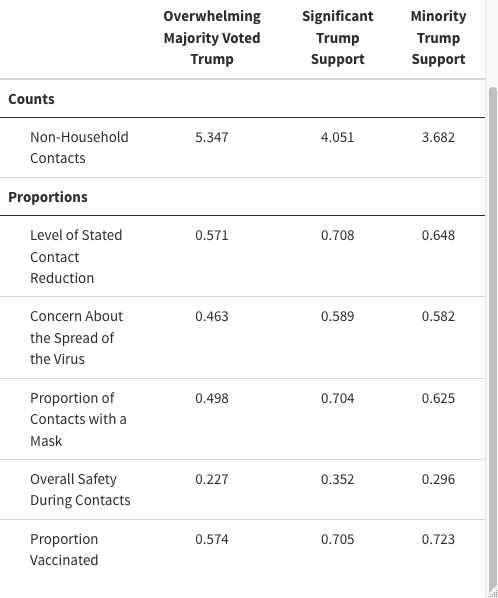 Overwhelming Significant Minority
Majority Voted Trump Trump
Trump Support Support
Counts
Non-Household 5.347 4.051 3.682
Contacts
Proportions
Level of Stated 0.571 0.708 0.648
Contact
Reduction
Concern About 0.463 0.589 0.582
the Spread of
the Virus
Proportion of 0.498 0.704 0.625
Contacts with a
Mask
Overall Safety 0.227 0.352 0.296
During Contacts
Proportion 0.574 0.705 0.723
Vaccinated